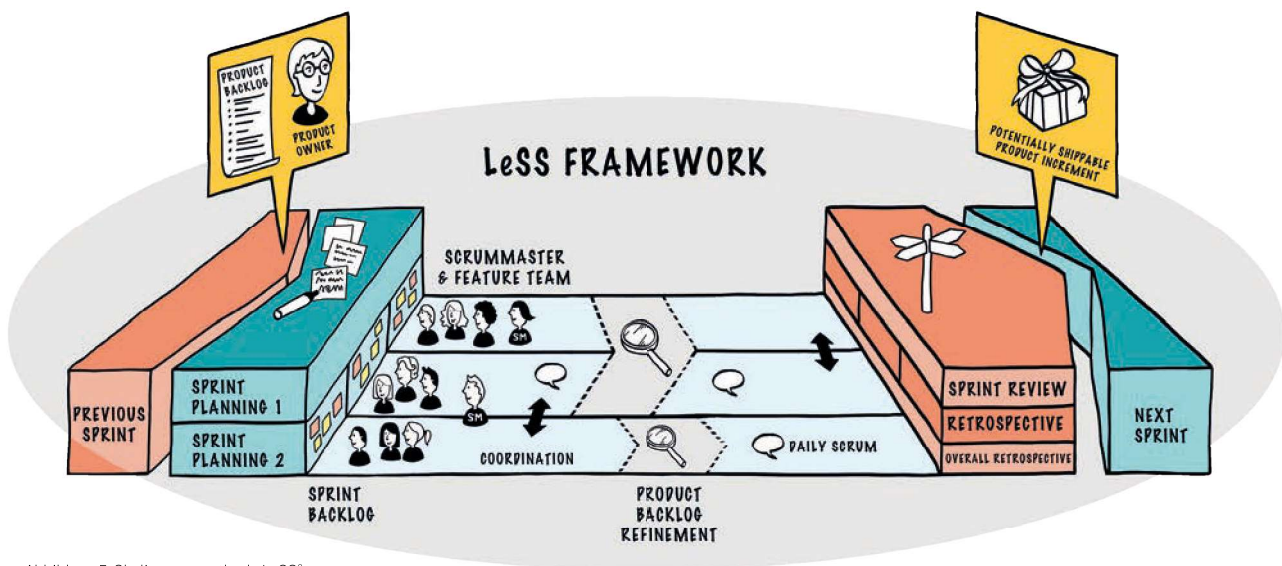 PRODUCT
BACKLOG
PRODUCT
OWNER
LeSS FRAMEWORK
POTENTIALLY SHIPPABLE
PRODUCT INCREMENT
SCRUMMASTER
& FEATURE TEAM
SM
SM
PREVIOUS
SPRINT
SPRINT
PLANNING 1
SPRINT
PLANNING 2
COORDINATION
DAILY SCRUM
SPRINT REVIEW
RETROSPECTIVE
OVERALL RETROSPECTIVE
NEXT
SPRINT
SPRINT
BACKLOG
PRODUCT
BACKLOG
REFINEMENT